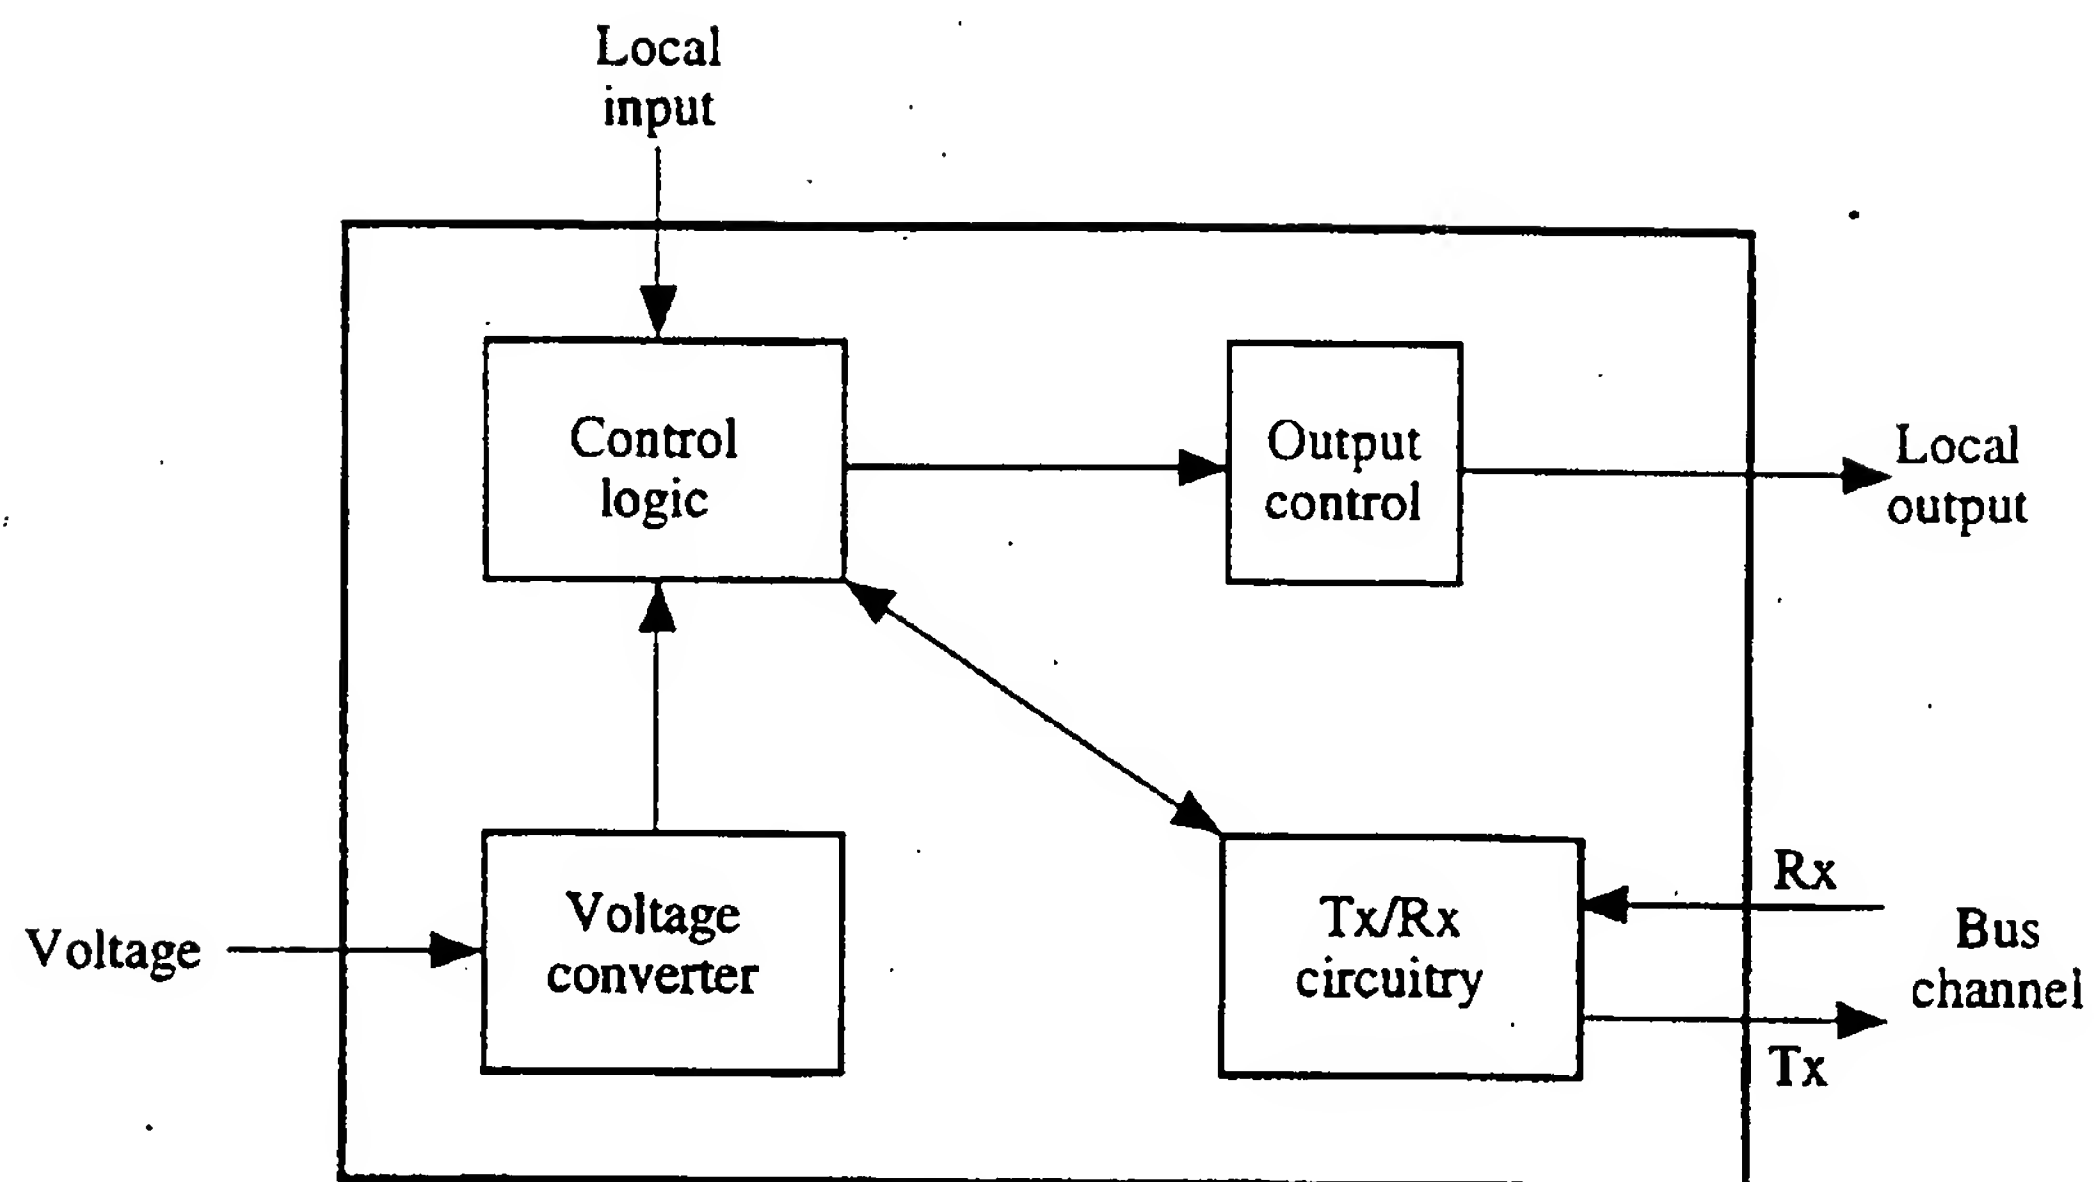 Local
input
Control
logic
Output
control
Local
output
Voltage
Voltage
converter
Tx/Rx
circuitry
Rx
Bus
channel
Tx